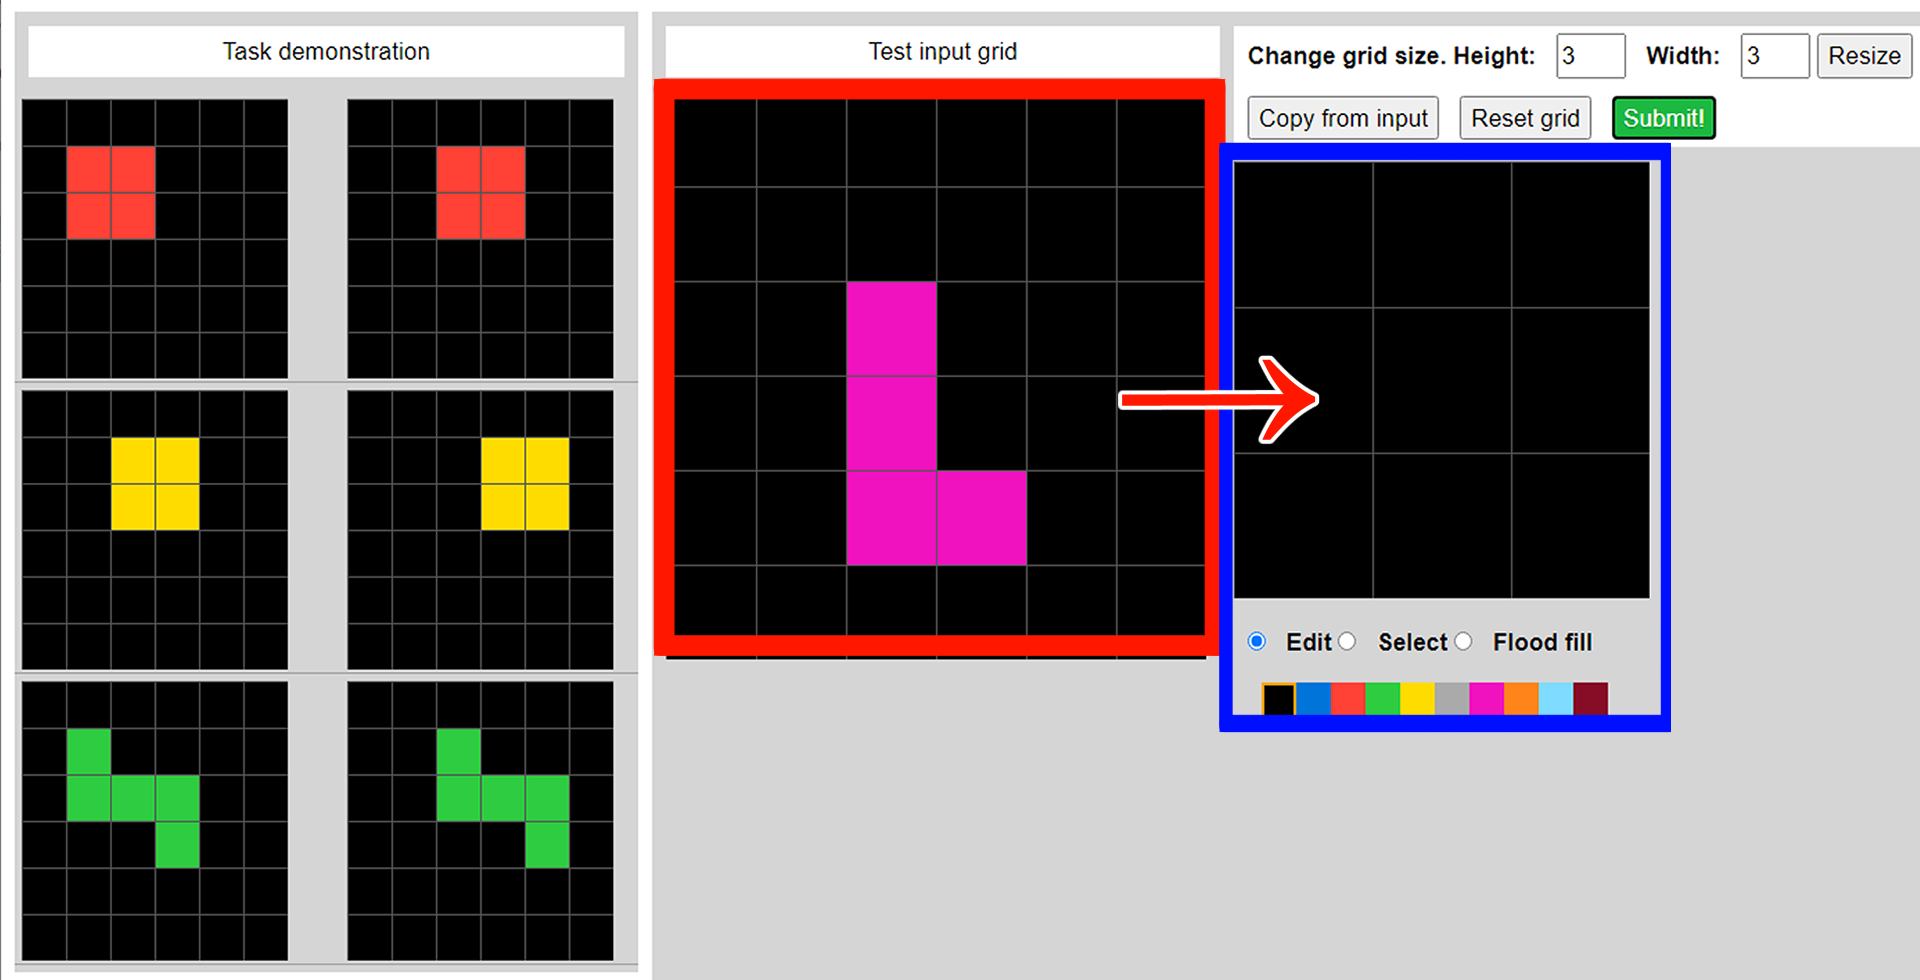 Task demonstration
Test input grid
Change grid size. Height: 3 Width: 3 Resize
Copy from input Reset grid Submit!
Edit Select Flood fill